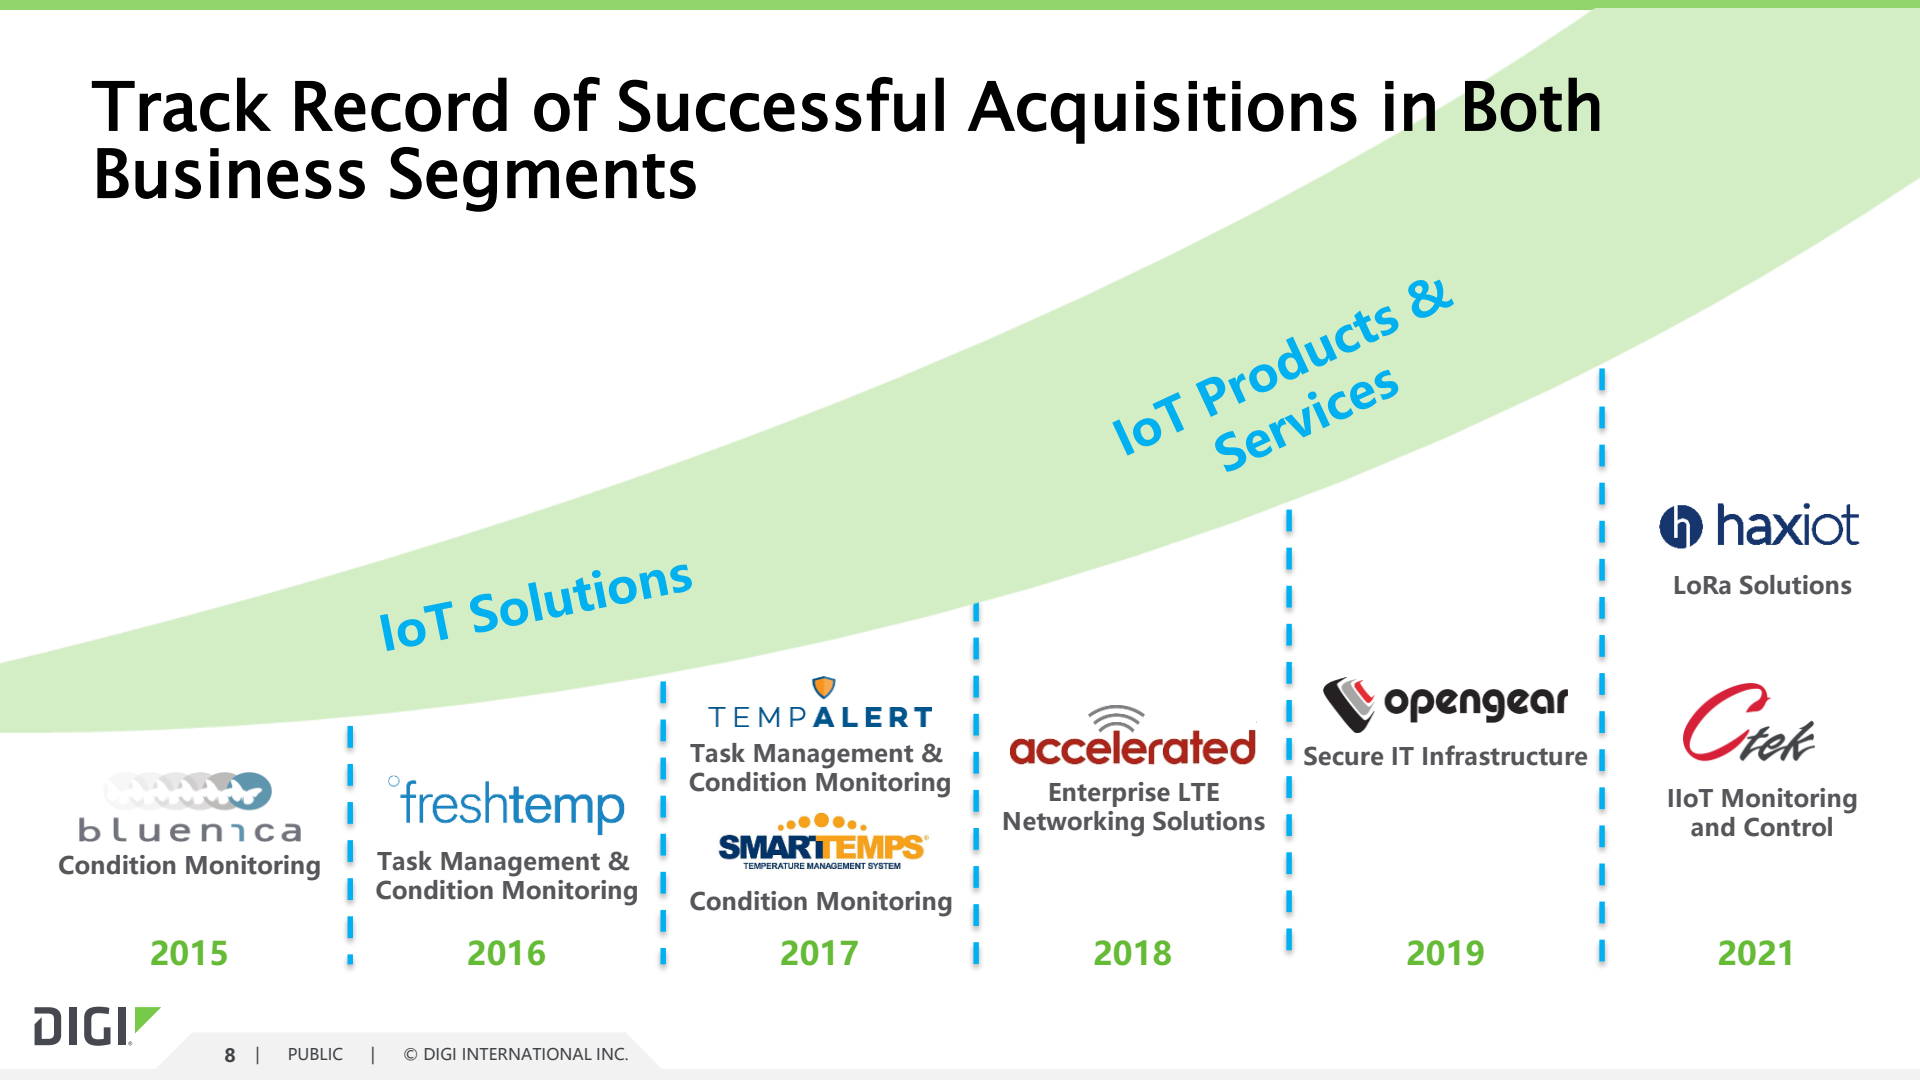 Track Record of Successful Acquisitions in Both
Business Segments
IoT Solutions
IoT Products &
Services
bluenica
Condition Monitoring
2015
freshtemp
Task Management &
Condition Monitoring
2016
TEMPALERT
Task Management &
Condition Monitoring
SMARTTEMPS®
TEMPERATURE MANAGEMENT SYSTEM
Condition Monitoring
2017
accelerated
Enterprise LTE
Networking Solutions
2018
opengear
Secure IT Infrastructure
2019
h haxiot
LoRa Solutions
Ctek
IIoT Monitoring
and Control
2021
DIGI®
8 | PUBLIC | © DIGI INTERNATIONAL INC.